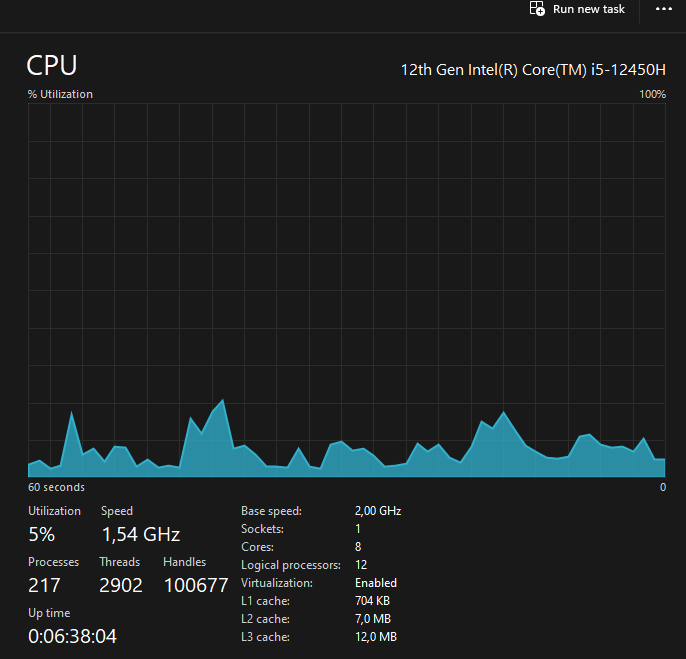 Run new task
CPU
12th Gen Intel(R) Core(TM) i5-12450H
% Utilization 100%
60 seconds 0
Utilization Speed
5% 1,54 GHz
Processes Threads Handles
217 2902 100677
Up time
0:06:38:04
Base speed: 2,00 GHz
Sockets: 1
Cores: 8
Logical processors: 12
Virtualization: Enabled
L1 cache: 704 KB
L2 cache: 7,0 MB
L3 cache: 12,0 MB